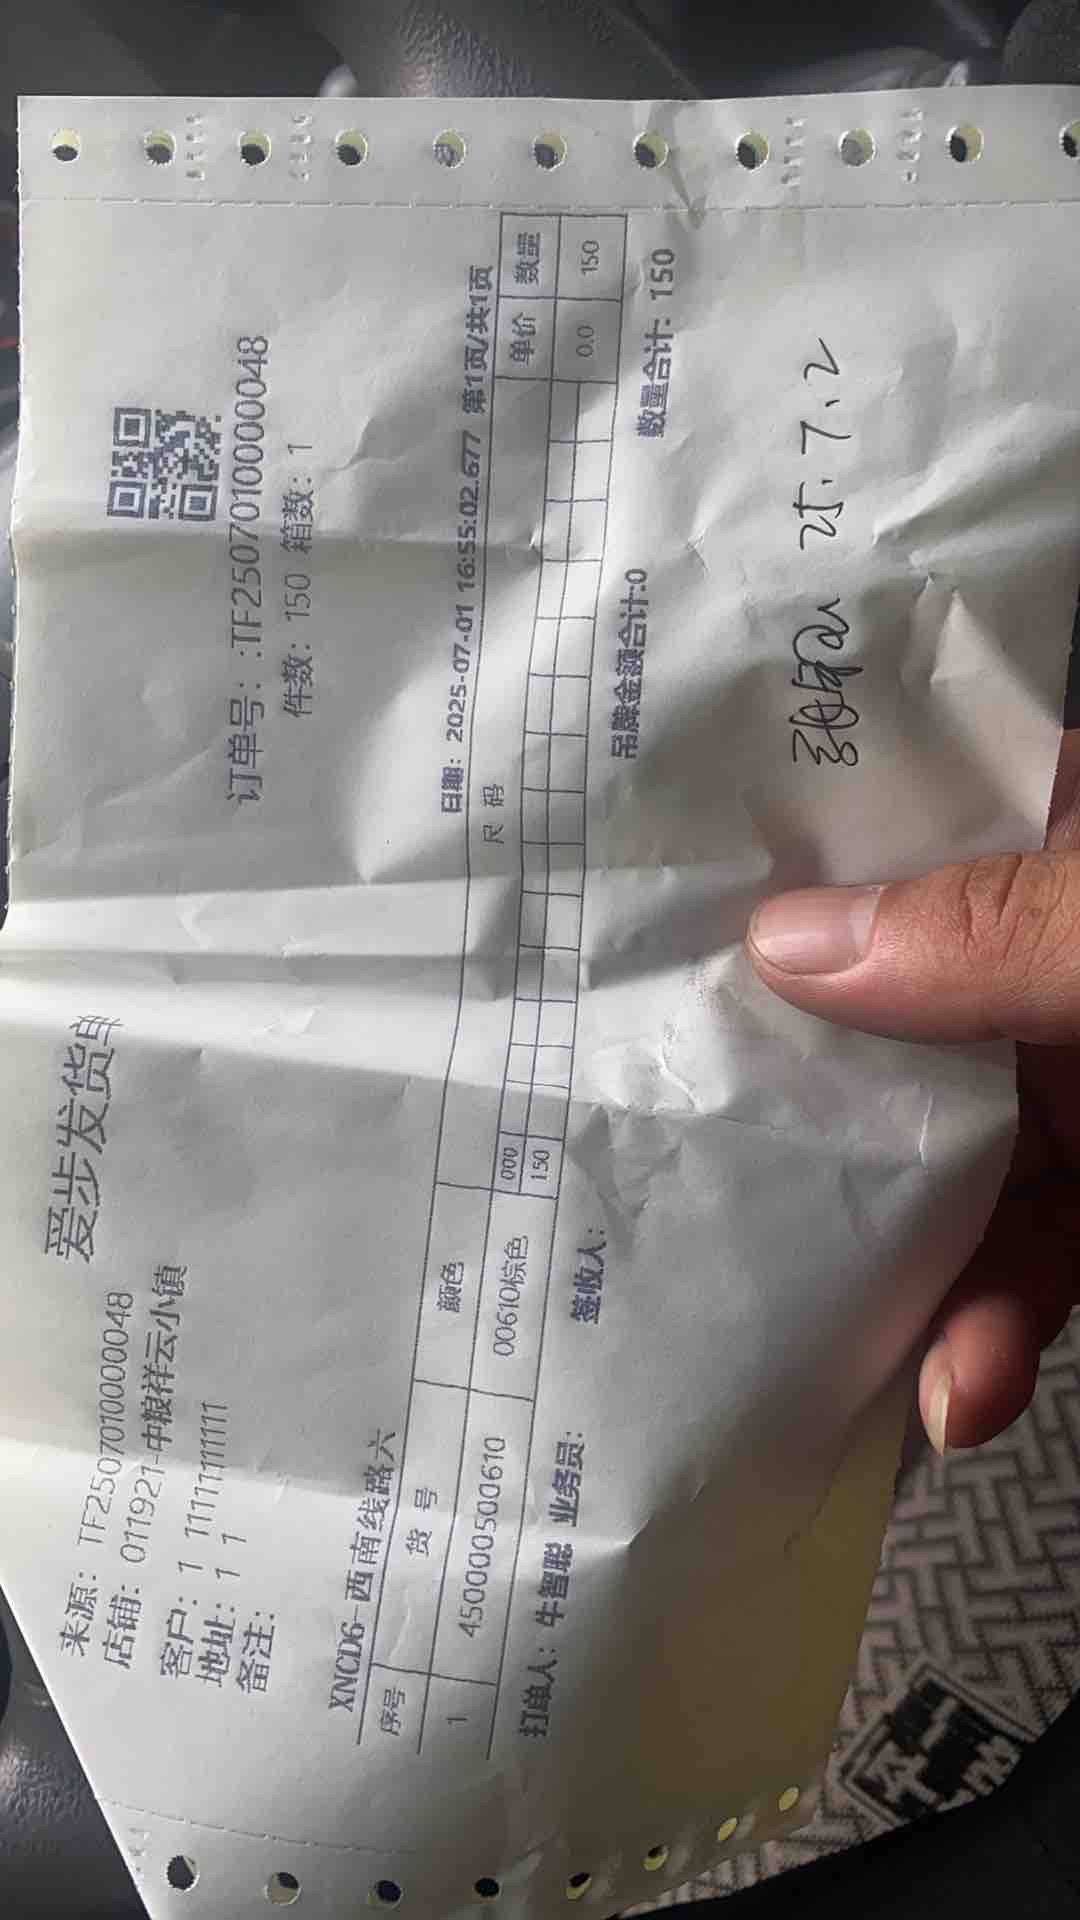 爱步发货单
来源：TF250701000048
店铺：011921-中粮祥云小镇
客户：1 11111111111
地址：1 1
备注：
订单号：:TF250701000048
件数：150 箱数：1
XNCD6-西南线路六
日期：2025-07-01 16:55:02.677 第1页/共1页
序号 货号 颜色 尺码 单价 数量
000
1 450000500610 00610棕色 150 0.0 150
打单人：牛智聪 业务员： 签收人： 吊牌金额合计:0 数量合计: 150
25.7.2